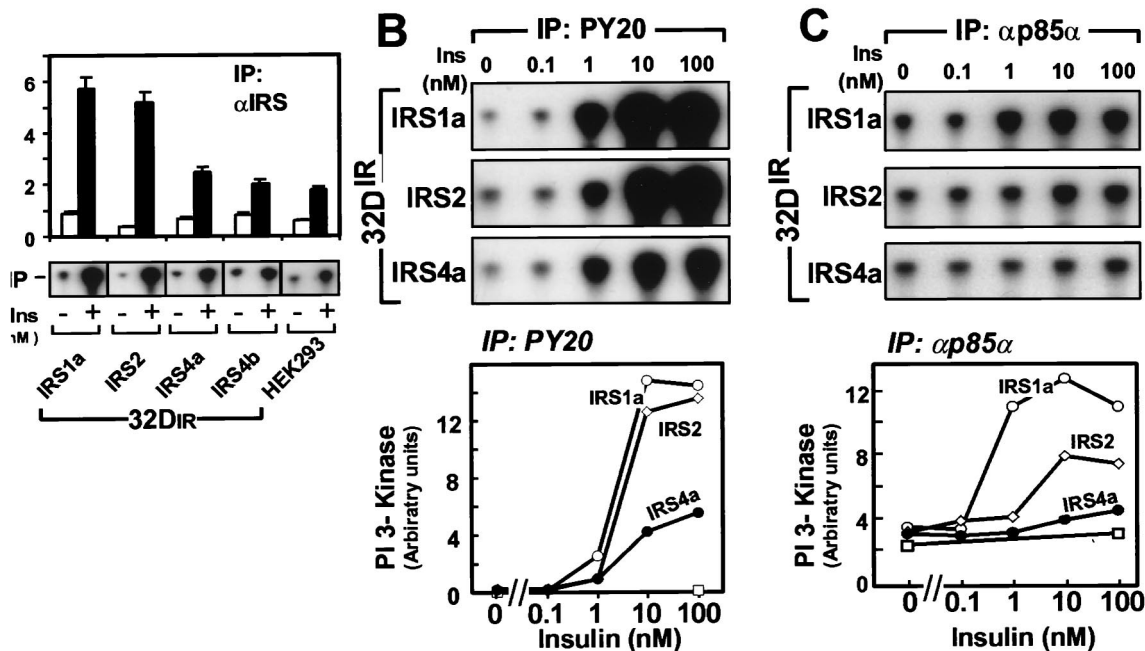 6
4
2
0
IP:
αIRS
IP
Ins - + - + - + - + - +
nM)
IRS1a IRS2 IRS4a IRS4b HEK293
32DIR
B
IP: PY20
Ins
(nM) 0 0.1 1 10 100
32DIR
IRS1a
IRS2
IRS4a
IP: PY20
PI 3- Kinase
(Arbiratry units)
12
8
4
0
IRS1a
IRS2
IRS4a
0 // 0.1 1 10 100
Insulin (nM)
C
IP: αp85α
Ins
(nM) 0 0.1 1 10 100
32DIR
IRS1a
IRS2
IRS4a
IP: αp85α
PI 3- Kinase
(Arbiratry units)
12
8
4
0
IRS1a
IRS2
IRS4a
0 // 0.1 1 10 100
Insulin (nM)